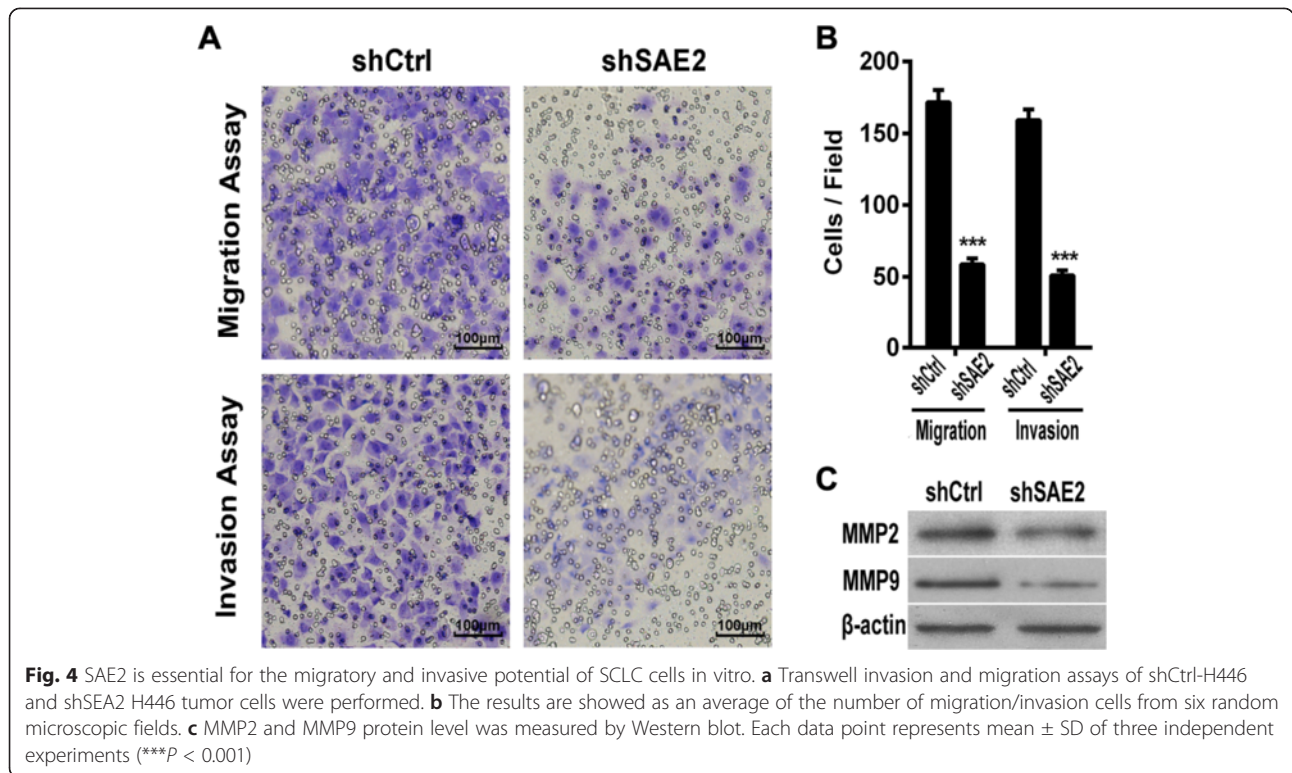 A
B
shCtrl
shSAE2
Migration Assay
100µm
100µm
Invasion Assay
100µm
100µm
Cells / Field
200
150
100
50
0
***
***
shCtrl
shSAE2
shCtrl
shSAE2
Migration
Invasion
C
shCtrl
shSAE2
MMP2
MMP9
β-actin
Fig. 4 SAE2 is essential for the migratory and invasive potential of SCLC cells in vitro. a Transwell invasion and migration assays of shCtrl-H446
and shSEA2 H446 tumor cells were performed. b The results are showed as an average of the number of migration/invasion cells from six random
microscopic fields. c MMP2 and MMP9 protein level was measured by Western blot. Each data point represents mean ± SD of three independent
experiments (***P < 0.001)